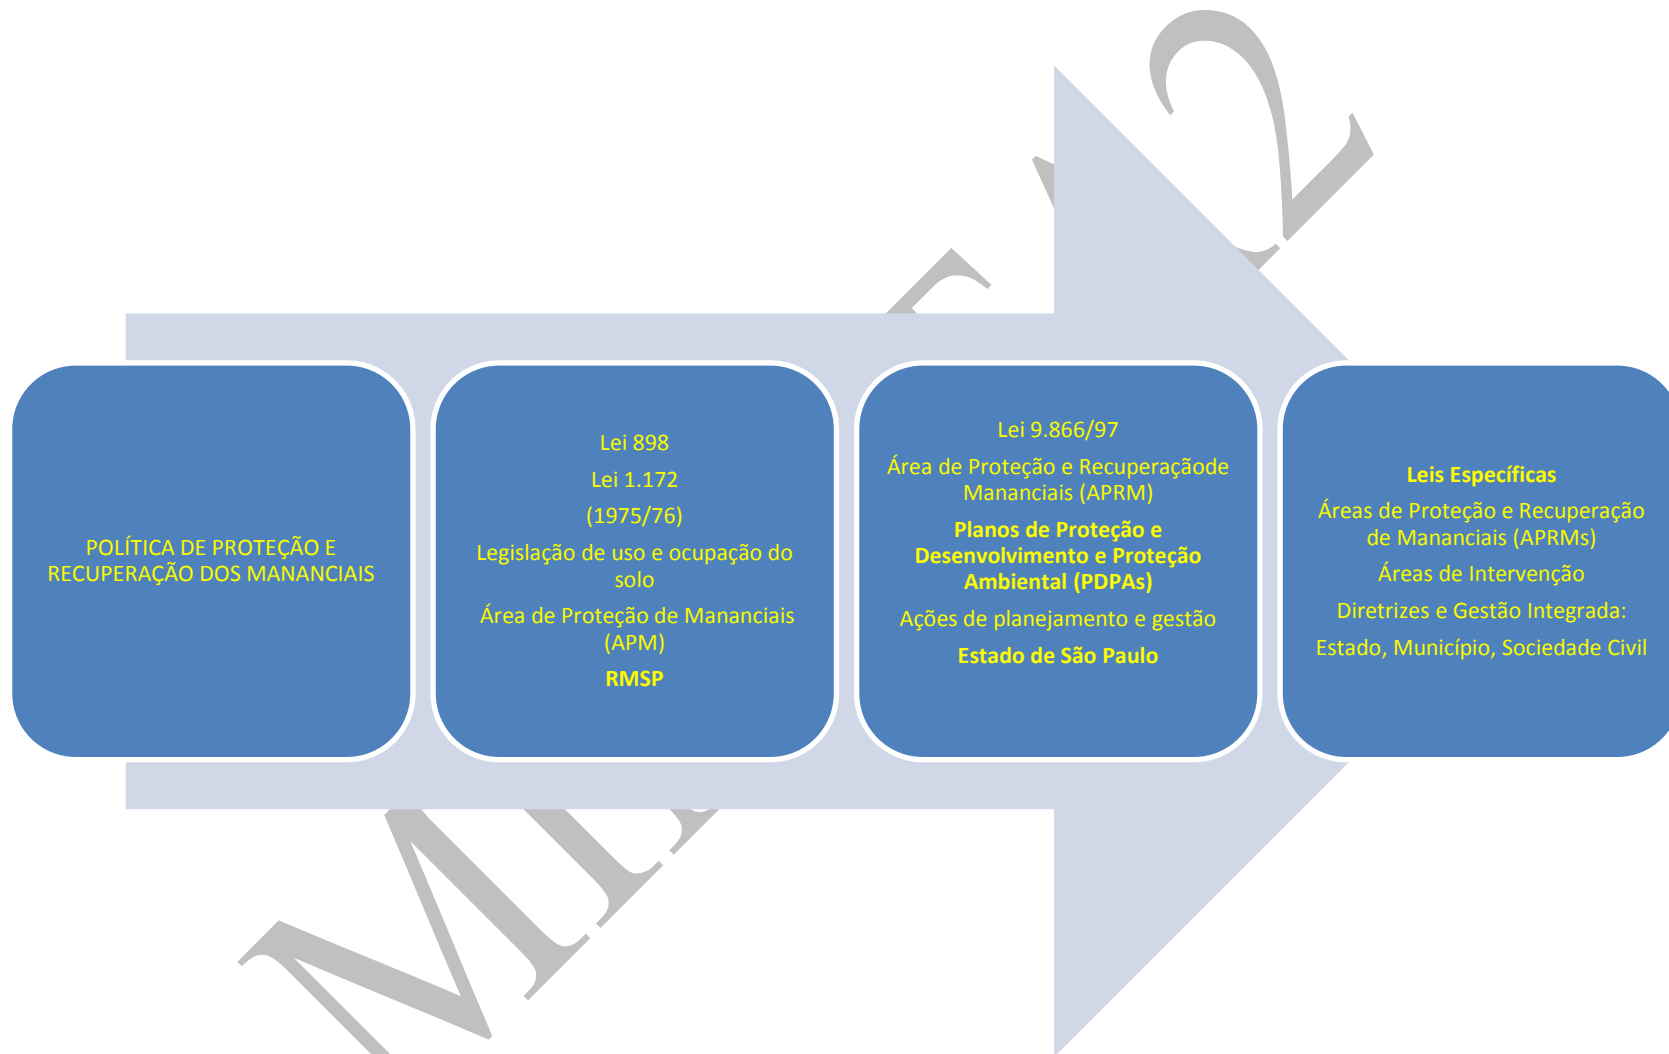 POLÍTICA DE PROTEÇÃO E
RECUPERAÇÃO DOS MANANCIAIS
Lei 898
Lei 1.172
(1975/76)
Legislação de uso e ocupação do
solo
Área de Proteção de Mananciais
(APM)
RMSP
Lei 9.866/97
Área de Proteção e Recuperaçãode
Mananciais (APRM)
Planos de Proteção e
Desenvolvimento e Proteção
Ambiental (PDPAs)
Ações de planejamento e gestão
Estado de São Paulo
Leis Específicas
Áreas de Proteção e Recuperação
de Mananciais (APRMs)
Áreas de Intervenção
Diretrizes e Gestão Integrada:
Estado, Município, Sociedade Civil